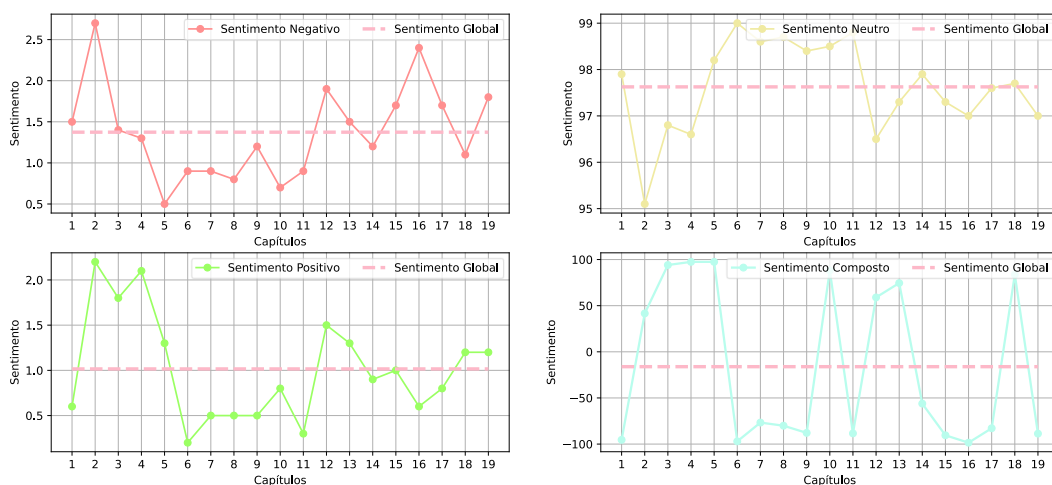 Sentimento Negativo Sentimento Global
2.5
2.0
1.5
1.0
0.5
Sentimento
1 2 3 4 5 6 7 8 9 10 11 12 13 14 15 16 17 18 19
Capítulos
Sentimento Neutro Sentimento Global
99
98
97
96
95
Sentimento
1 2 3 4 5 6 7 8 9 10 11 12 13 14 15 16 17 18 19
Capítulos
Sentimento Positivo Sentimento Global
2.0
1.5
1.0
0.5
Sentimento
1 2 3 4 5 6 7 8 9 10 11 12 13 14 15 16 17 18 19
Capítulos
Sentimento Composto Sentimento Global
100
50
0
−50
−100
Sentimento
1 2 3 4 5 6 7 8 9 10 11 12 13 14 15 16 17 18 19
Capítulos